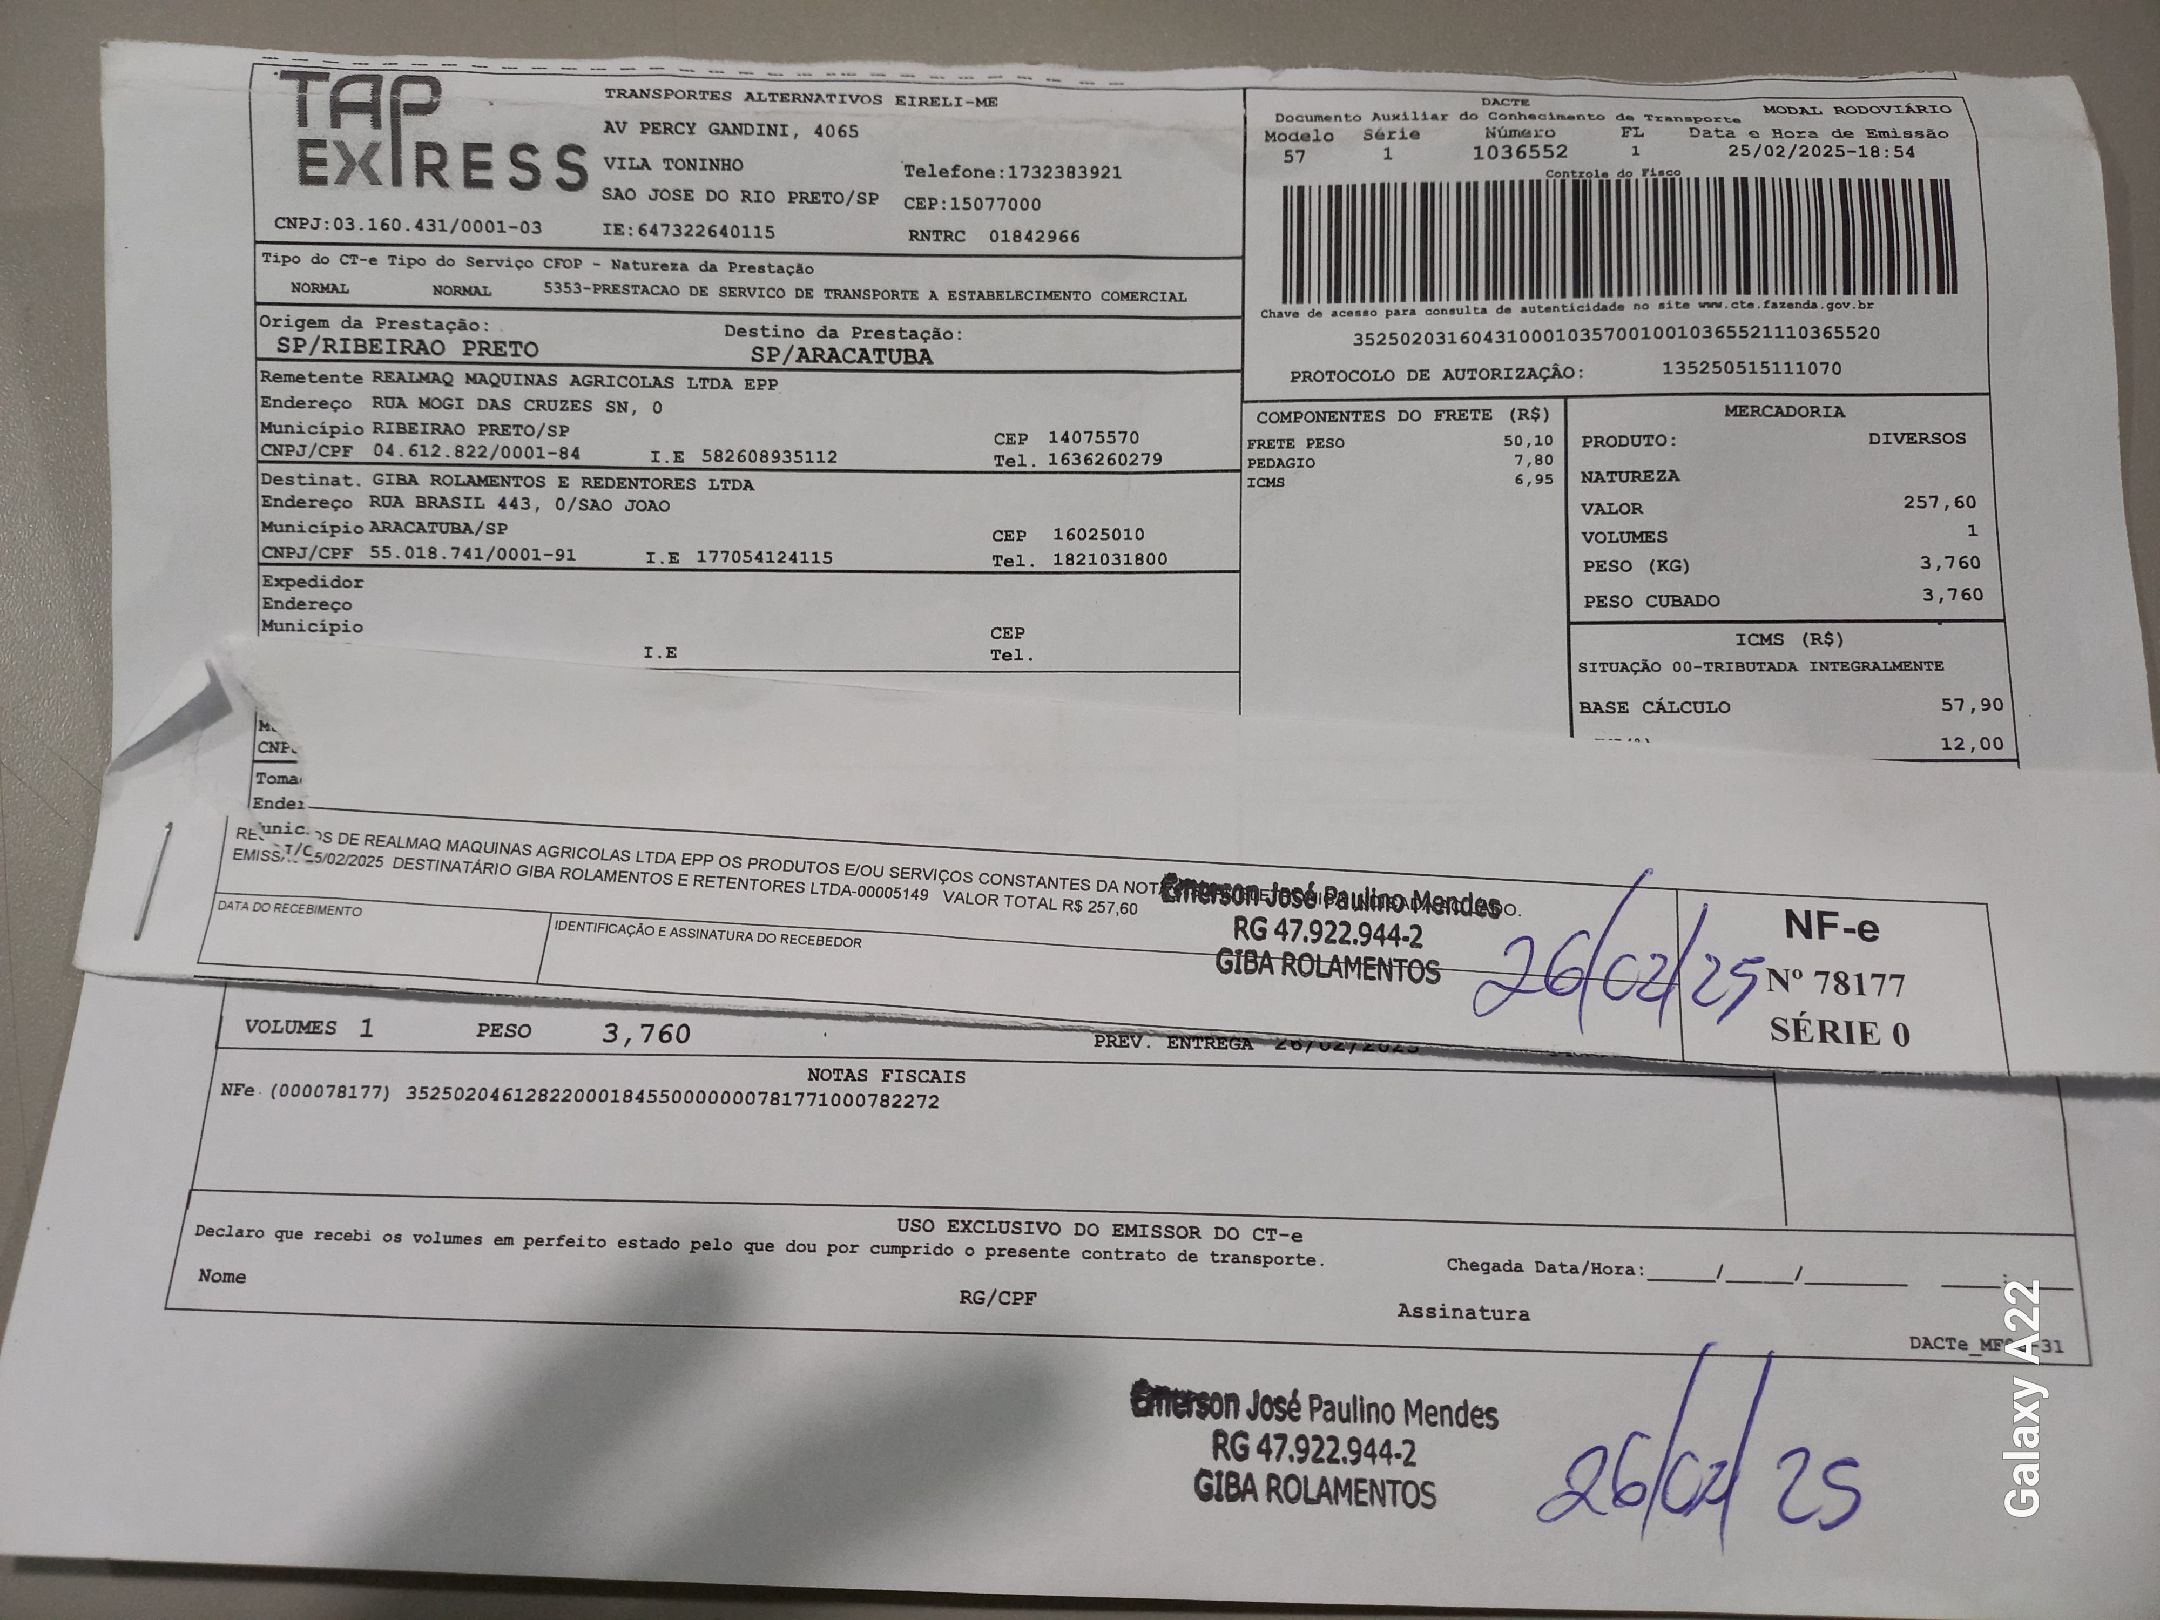 TAP EXPRESS
TRANSPORTES ALTERNATIVOS EIRELI-ME
AV PERCY GANDINI, 4065
VILA TONINHO
Telefone:1732383921
SAO JOSE DO RIO PRETO/SP CEP:15077000
CNPJ:03.160.431/0001-03 IE:647322640115 RNTRC 01842966
DACTE MODAL RODOVIÁRIO
Documento Auxiliar do Conhecimento de Transporte
Modelo Série Número FL Data e Hora de Emissão
57 1 1036552 1 25/02/2025-18:54
Controle do Fisco
Chave de acesso para consulta de autenticidade no site www.cte.fazenda.gov.br
35250203160431000103570010010365521110365520
PROTOCOLO DE AUTORIZAÇÃO: 135250515111070
Tipo do CT-e Tipo do Serviço CFOP - Natureza da Prestação
NORMAL NORMAL 5353-PRESTACAO DE SERVICO DE TRANSPORTE A ESTABELECIMENTO COMERCIAL
Origem da Prestação: Destino da Prestação:
SP/RIBEIRAO PRETO SP/ARACATUBA
Remetente REALMAQ MAQUINAS AGRICOLAS LTDA EPP
Endereço RUA MOGI DAS CRUZES SN, 0
Município RIBEIRAO PRETO/SP CEP 14075570
CNPJ/CPF 04.612.822/0001-84 I.E 582608935112 Tel. 1636260279
Destinat. GIBA ROLAMENTOS E REDENTORES LTDA
Endereço RUA BRASIL 443, 0/SAO JOAO
Município ARACATUBA/SP CEP 16025010
CNPJ/CPF 55.018.741/0001-91 I.E 177054124115 Tel. 1821031800
Expedidor
Endereço
Município CEP
I.E Tel.
COMPONENTES DO FRETE (R$)
FRETE PESO 50,10
PEDAGIO 7,80
ICMS 6,95
MERCADORIA
PRODUTO: DIVERSOS
NATUREZA
VALOR 257,60
VOLUMES 1
PESO (KG) 3,760
PESO CUBADO 3,760
ICMS (R$)
SITUAÇÃO 00-TRIBUTADA INTEGRALMENTE
BASE CÁLCULO 57,90
12,00
CNP
Toma
Ender
unic
OS DE REALMAQ MAQUINAS AGRICOLAS LTDA EPP OS PRODUTOS E/OU SERVIÇOS CONSTANTES DA NOTA
EMISS 25/02/2025 DESTINATÁRIO GIBA ROLAMENTOS E RETENTORES LTDA-00005149 VALOR TOTAL R$ 257,60
DATA DO RECEBIMENTO
IDENTIFICAÇÃO E ASSINATURA DO RECEBEDOR
Emerson José Paulino Mendes
RG 47.922.944-2
GIBA ROLAMENTOS
26/02/25
NF-e
Nº 78177
SÉRIE 0
VOLUMES 1 PESO 3,760 PREV. ENTREGA 26/02/2025
NOTAS FISCAIS
NFe (000078177) 35250204612822000184550000000781771000782272
USO EXCLUSIVO DO EMISSOR DO CT-e
Declaro que recebi os volumes em perfeito estado pelo que dou por cumprido o presente contrato de transporte.
Chegada Data/Hora:_____/_____/_______ ____:____
Nome RG/CPF Assinatura
Emerson José Paulino Mendes
RG 47.922.944-2
GIBA ROLAMENTOS
26/02/25
Galaxy A22